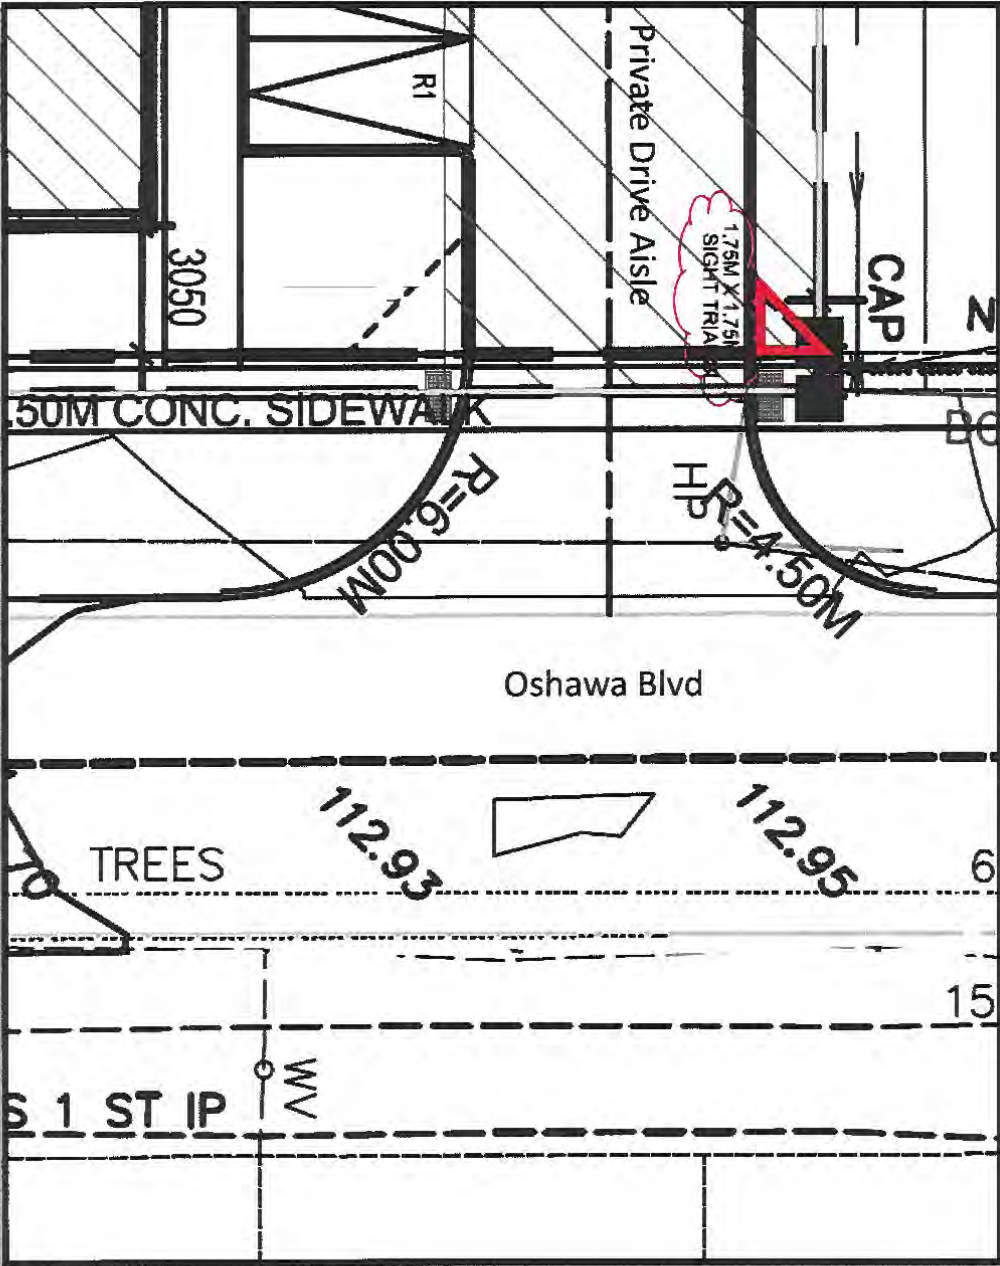 R1
Private Drive Aisle
1.75M X 1.75M
SIGHT
3050
CAP
.50M CONC. SIDEWALK
HP
R=6.00M
R=4.50M
Oshawa Blvd
112.93
112.95
TREES
6
15
WV
S 1 ST IP